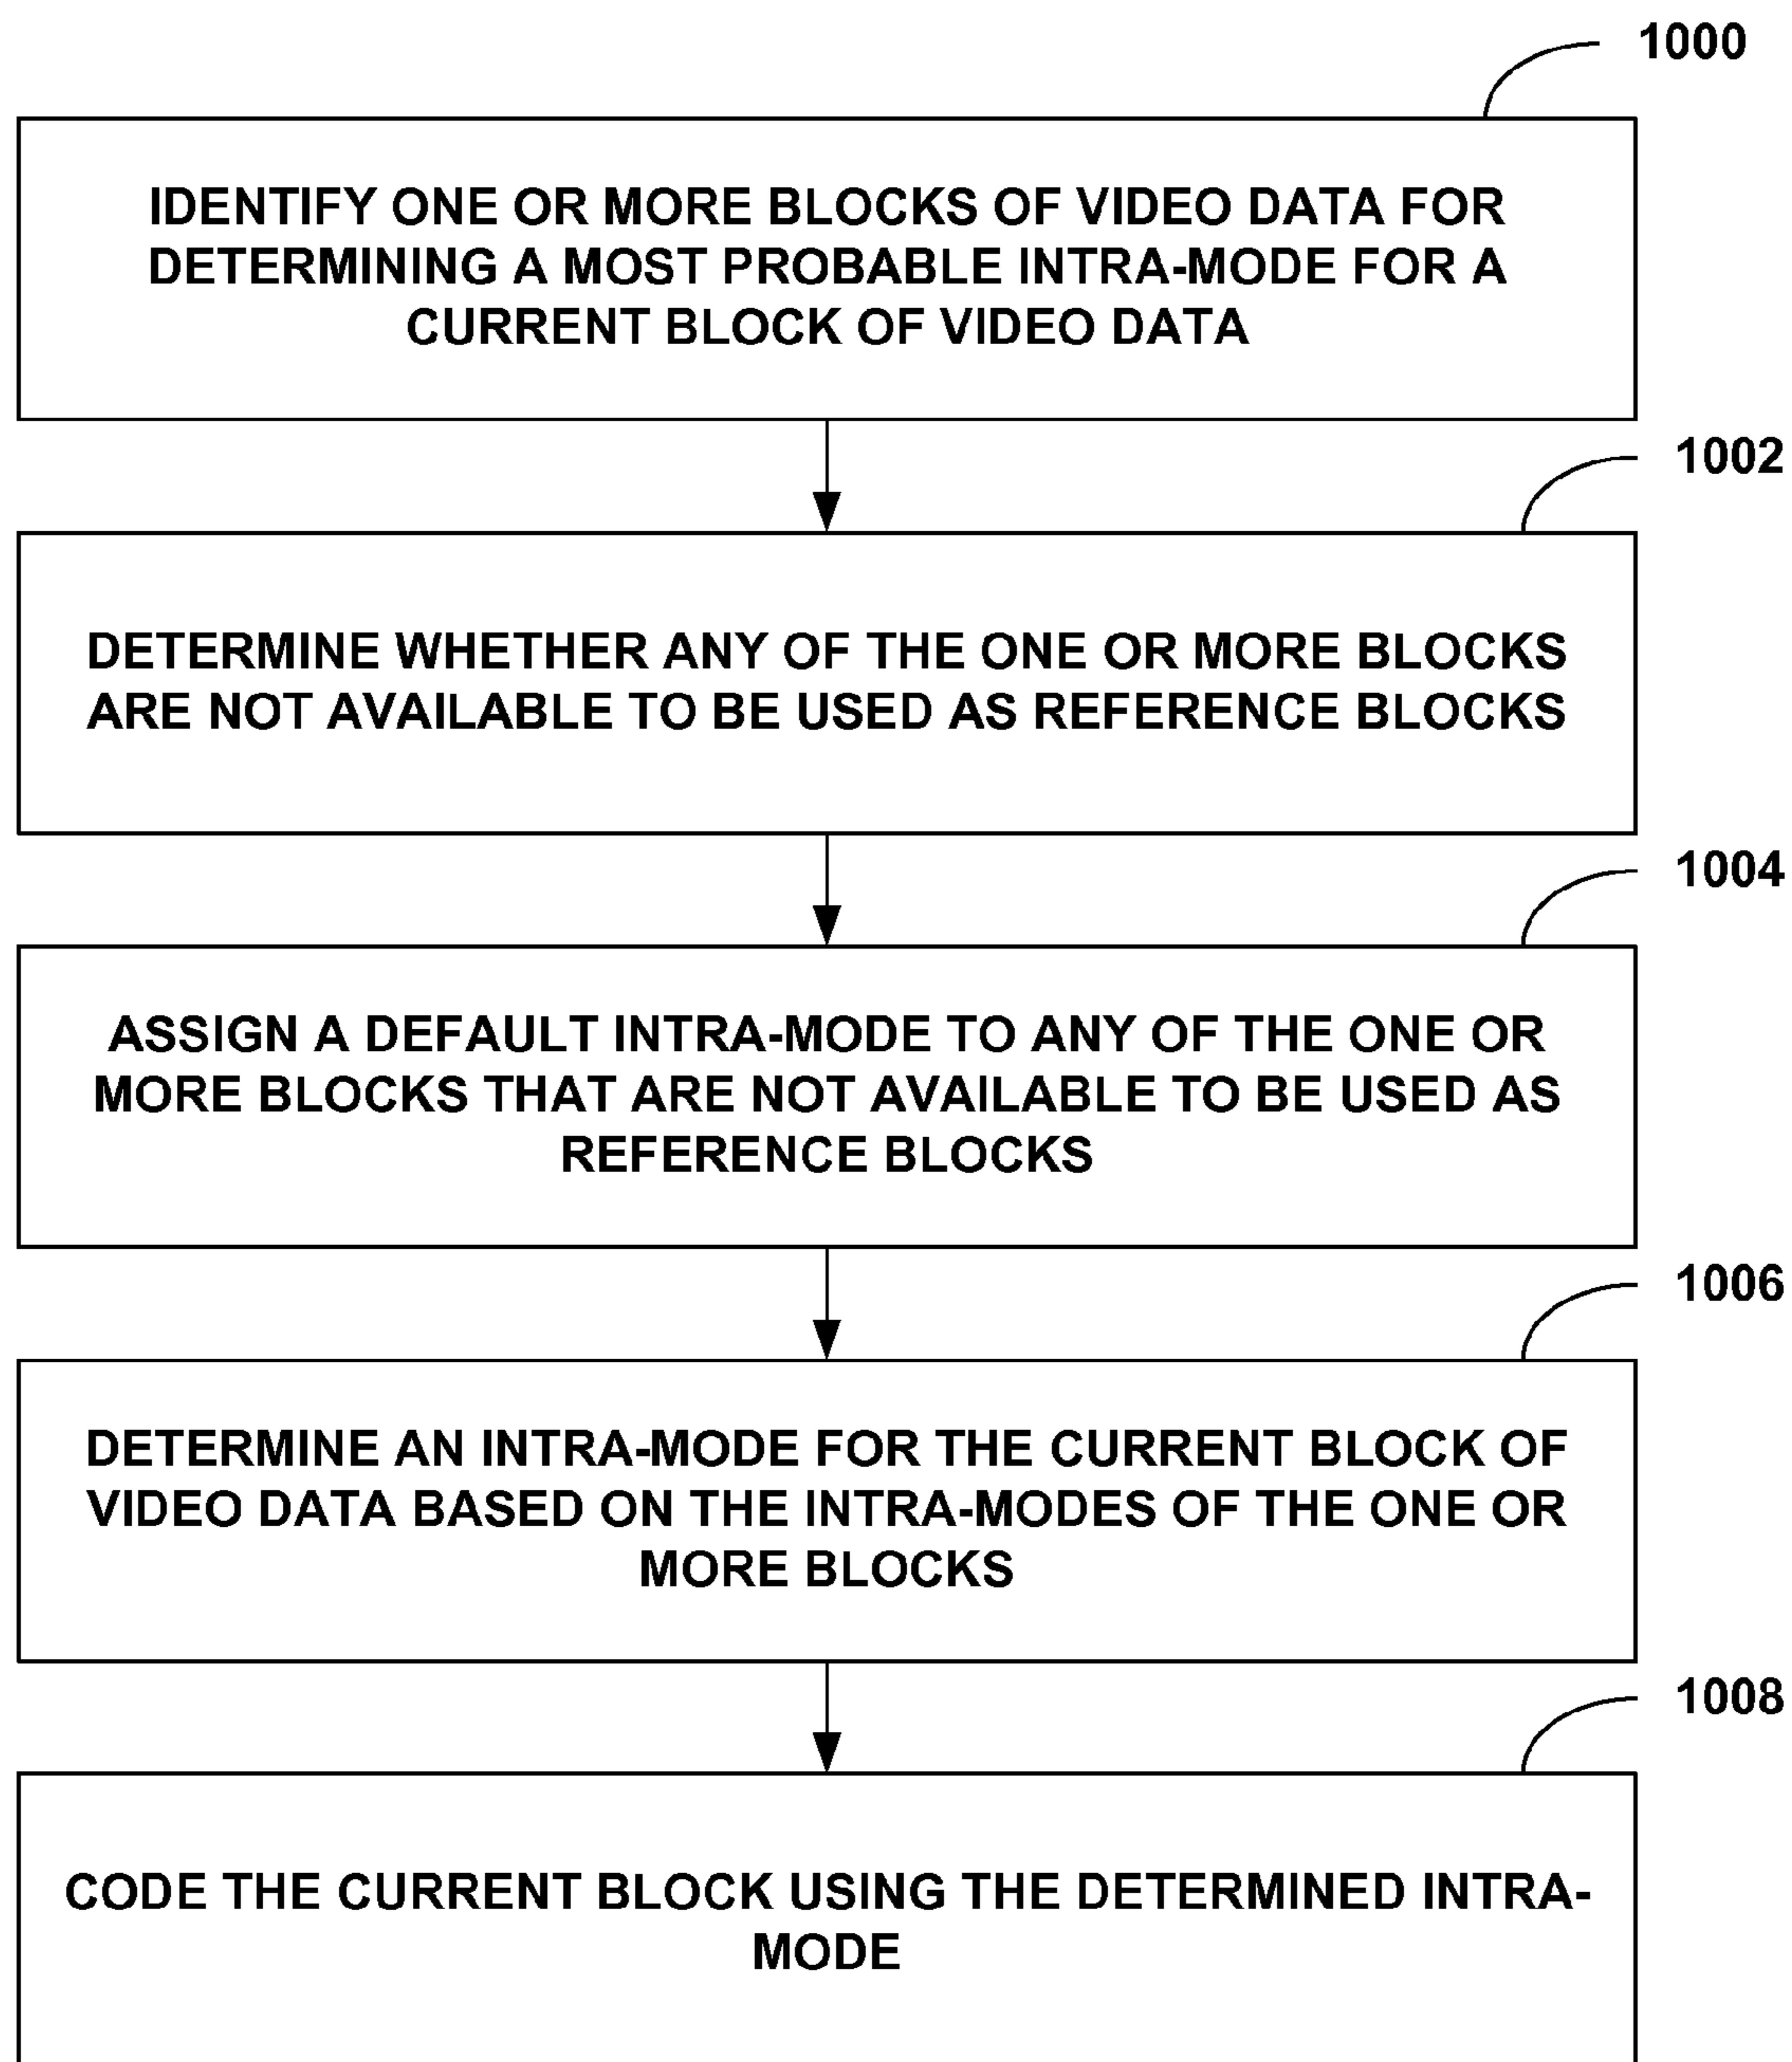 1000
IDENTIFY ONE OR MORE BLOCKS OF VIDEO DATA FOR
DETERMINING A MOST PROBABLE INTRA-MODE FOR A
CURRENT BLOCK OF VIDEO DATA
1002
DETERMINE WHETHER ANY OF THE ONE OR MORE BLOCKS
ARE NOT AVAILABLE TO BE USED AS REFERENCE BLOCKS
1004
ASSIGN A DEFAULT INTRA-MODE TO ANY OF THE ONE OR
MORE BLOCKS THAT ARE NOT AVAILABLE TO BE USED AS
REFERENCE BLOCKS
1006
DETERMINE AN INTRA-MODE FOR THE CURRENT BLOCK OF
VIDEO DATA BASED ON THE INTRA-MODES OF THE ONE OR
MORE BLOCKS
1008
CODE THE CURRENT BLOCK USING THE DETERMINED INTRA-
MODE